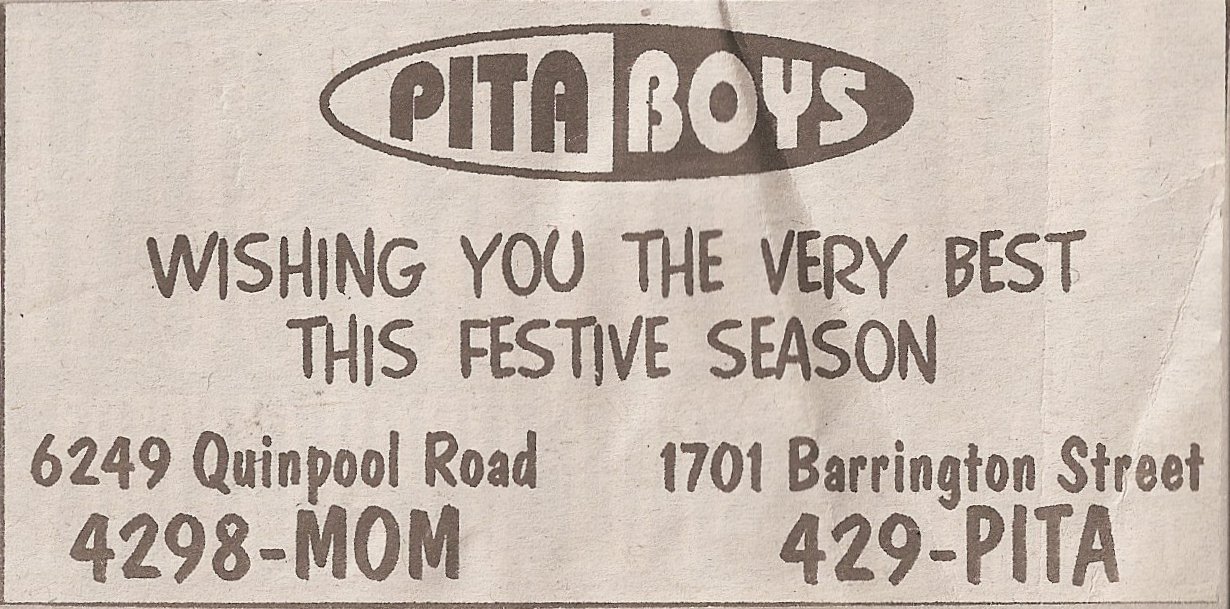 PITA BOYS
WISHING YOU THE VERY BEST
THIS FESTIVE SEASON
6249 Quinpool Road
4298-MOM
1701 Barrington Street
429-PITA